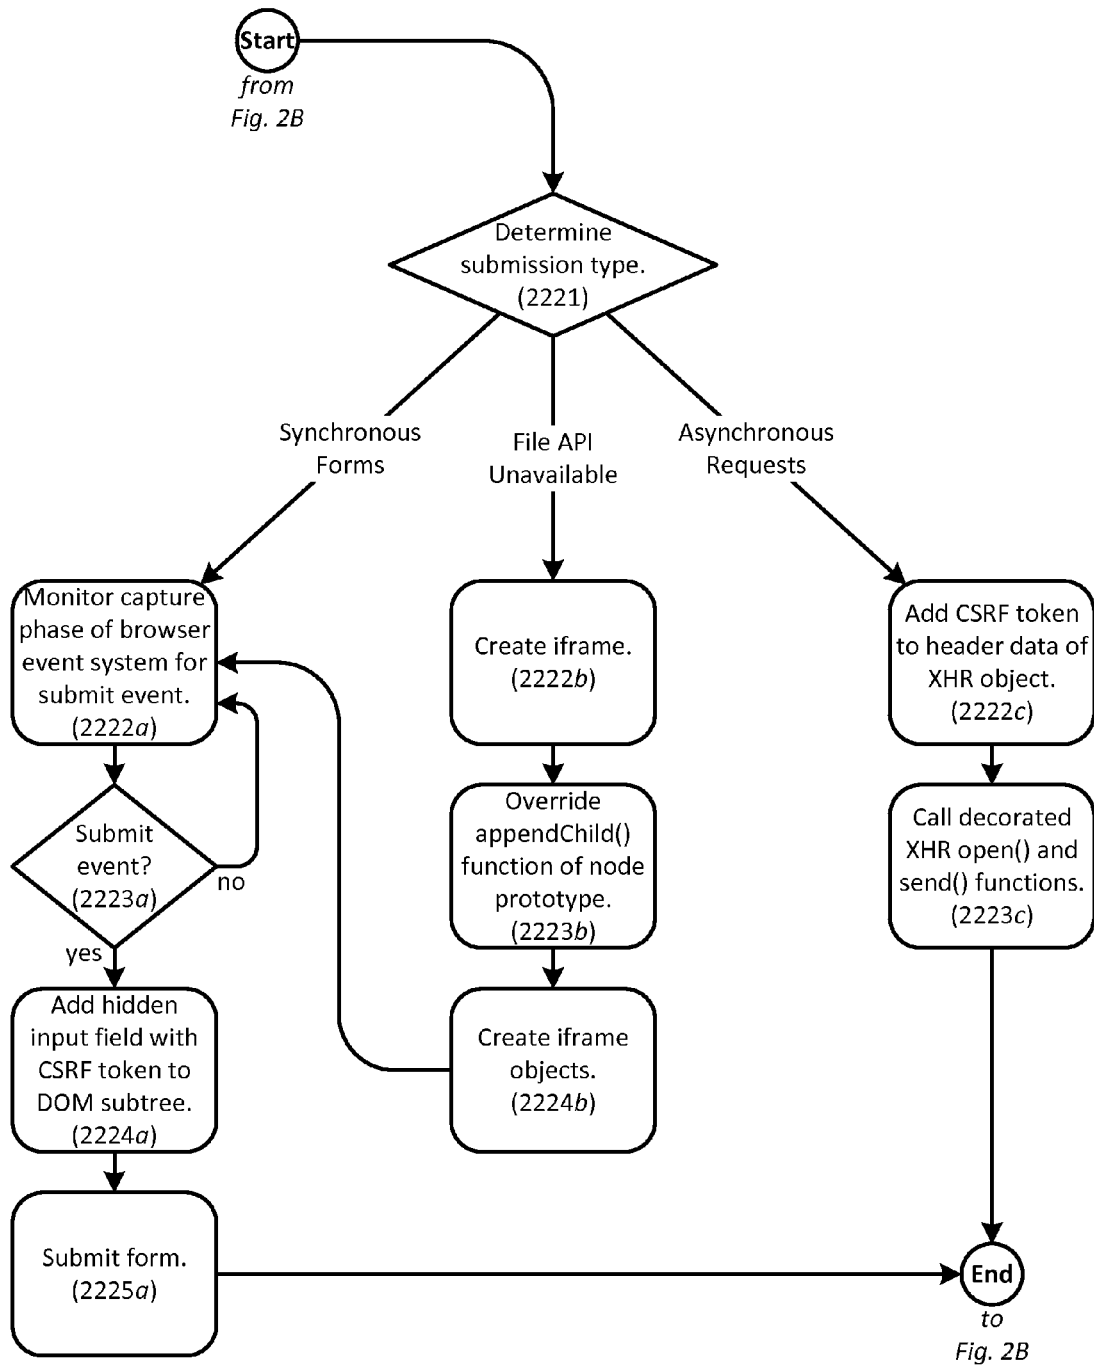 Start
from
Fig. 2B
Determine
submission type.
(2221)
Synchronous
Forms
File API
Unavailable
Asynchronous
Requests
Monitor capture
phase of browser
event system for
submit event.
(2222a)
Create iframe.
(2222b)
Add CSRF token
to header data of
XHR object.
(2222c)
Submit
event?
(2223a)
no
yes
Override
appendChild()
function of node
prototype.
(2223b)
Call decorated
XHR open() and
send() functions.
(2223c)
Add hidden
input field with
CSRF token to
DOM subtree.
(2224a)
Create iframe
objects.
(2224b)
Submit form.
(2225a)
End
to
Fig. 2B